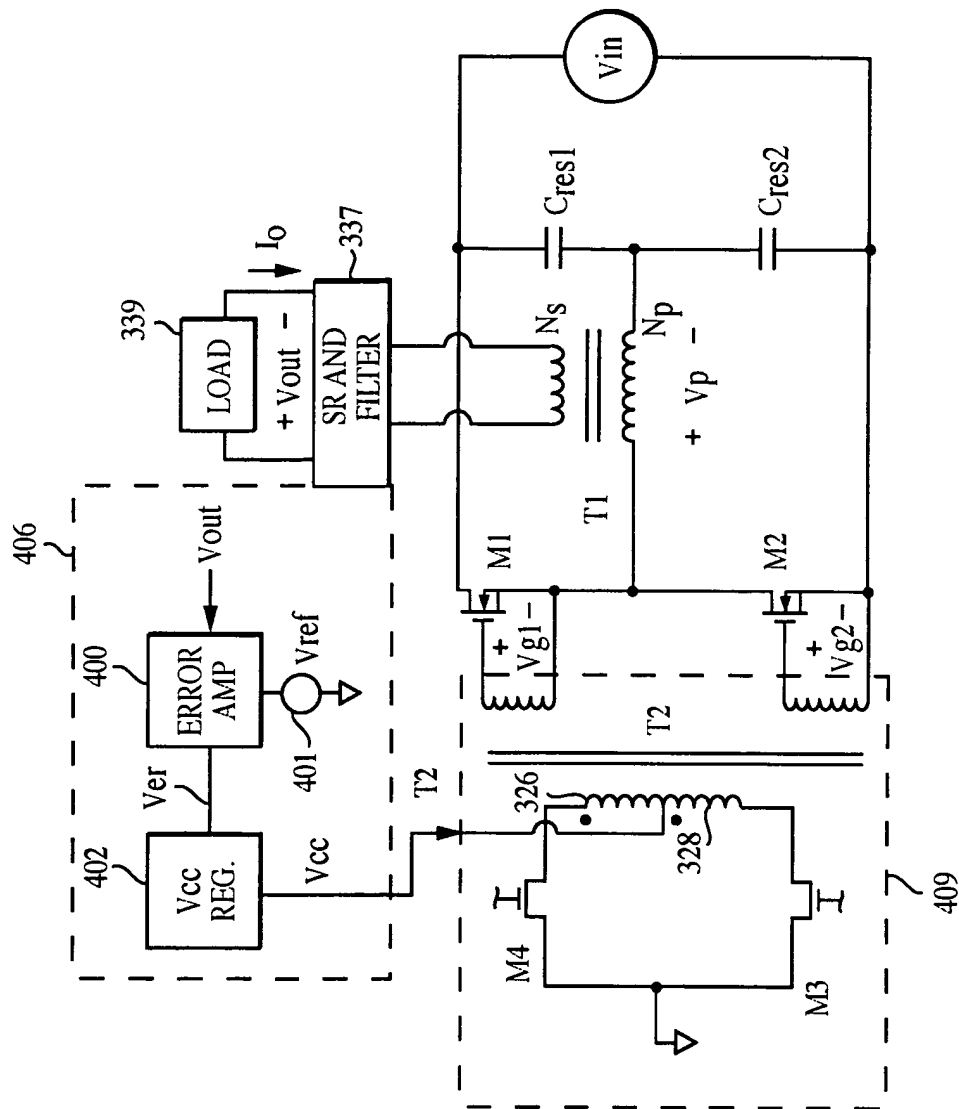 406
Vout
400
ERROR
AMP
Vref
401
Ver
402
Vcc
REG.
Vcc
T2
339
LOAD
Io
+ Vout −
337
SR AND
FILTER
Ns
Np
+ Vp −
T1
Cres1
Cres2
Vin
M1
+
Vg1−
M2
+
Vg2−
T2
326
328
M4
M3
409